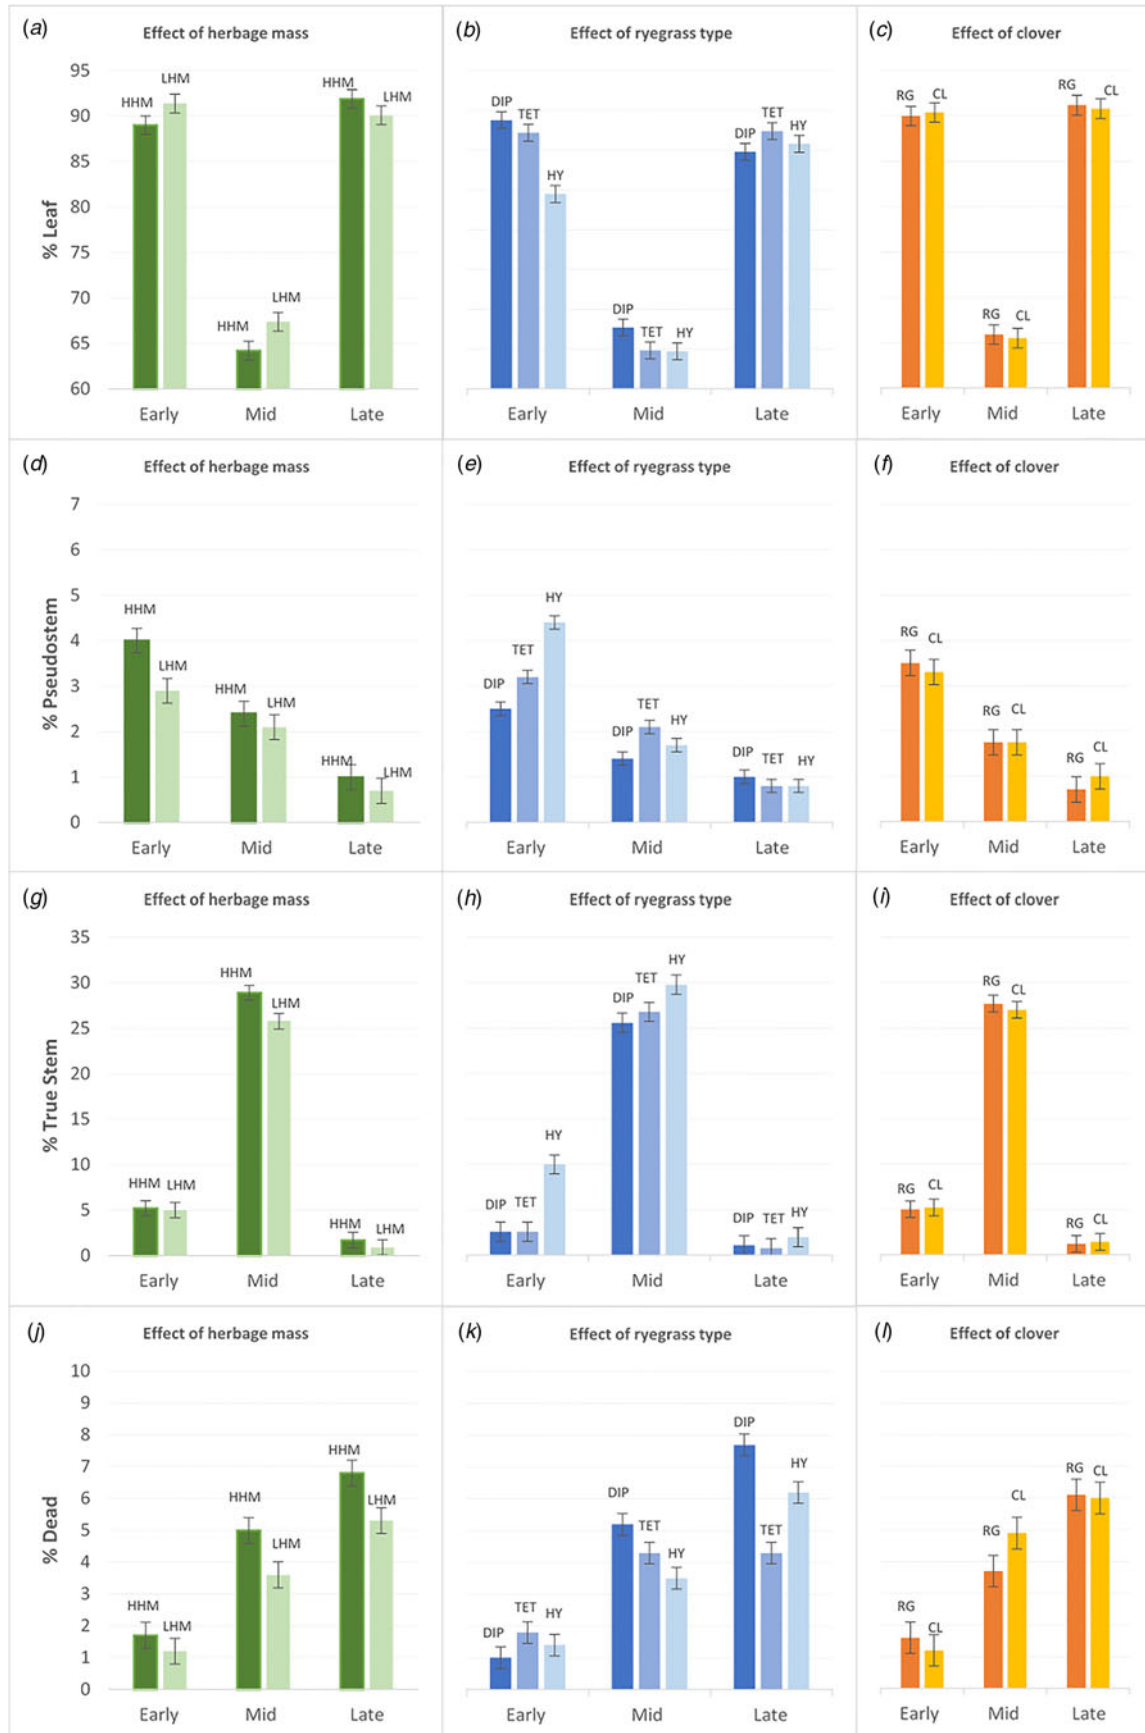 (a) Effect of herbage mass
% Leaf
95
90
85
80
75
70
65
60
HHM LHM
HHM LHM
HHM LHM
Early Mid Late
(b) Effect of ryegrass type
DIP TET HY
DIP TET HY
DIP TET HY
Early Mid Late
(c) Effect of clover
RG CL
RG CL
RG CL
Early Mid Late
(d) Effect of herbage mass
% Pseudostem
7
6
5
4
3
2
1
0
HHM LHM
HHM LHM
HHM LHM
Early Mid Late
(e) Effect of ryegrass type
DIP TET HY
DIP TET HY
DIP TET HY
Early Mid Late
(f) Effect of clover
RG CL
RG CL
RG CL
Early Mid Late
(g) Effect of herbage mass
% True Stem
35
30
25
20
15
10
5
0
HHM LHM
HHM LHM
HHM LHM
Early Mid Late
(h) Effect of ryegrass type
DIP TET HY
DIP TET HY
DIP TET HY
Early Mid Late
(i) Effect of clover
RG CL
RG CL
RG CL
Early Mid Late
(j) Effect of herbage mass
% Dead
10
9
8
7
6
5
4
3
2
1
0
HHM LHM
HHM LHM
HHM LHM
Early Mid Late
(k) Effect of ryegrass type
DIP TET HY
DIP TET HY
DIP TET HY
Early Mid Late
(l) Effect of clover
RG CL
RG CL
RG CL
Early Mid Late